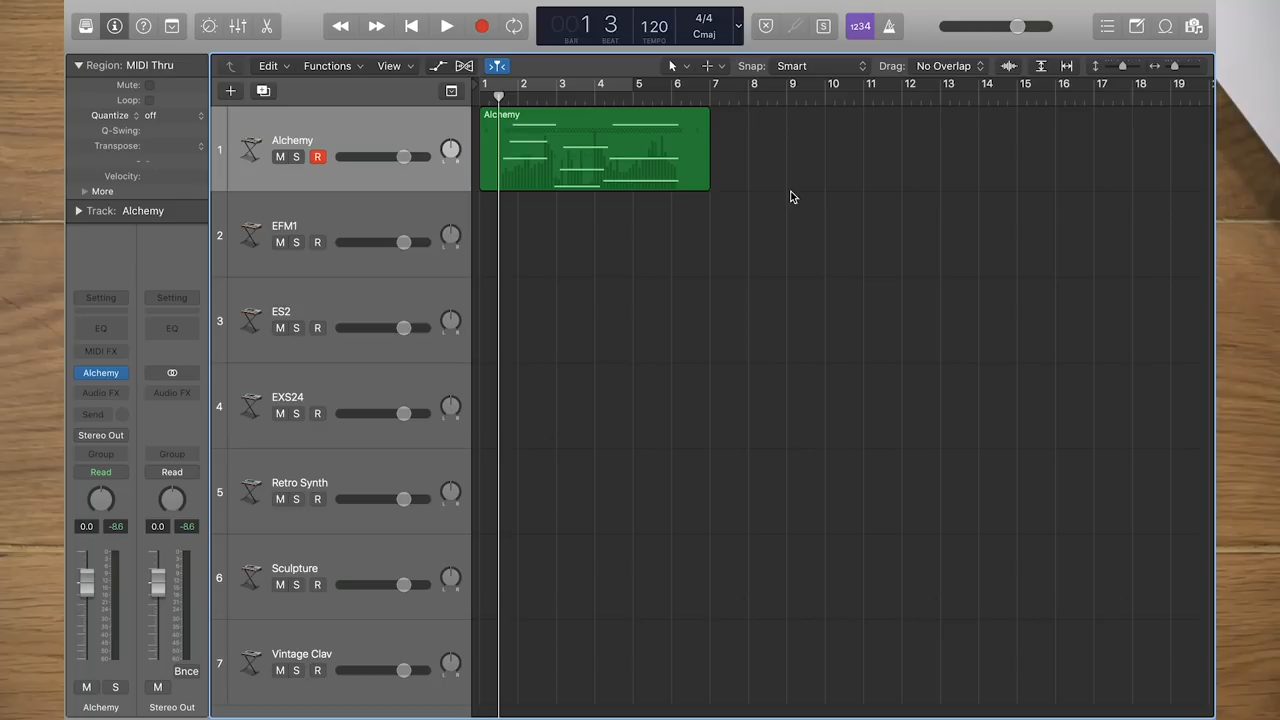 001 3 120 4/4 Cmaj
BAR BEAT TEMPO
S 1234
Region: MIDI Thru
Mute:
Loop:
Quantize off
Q-Swing:
Transpose:
- -
Velocity:
More
Track: Alchemy
Edit Functions View Snap: Smart Drag: No Overlap
1 2 3 4 5 6 7 8 9 10 11 12 13 14 15 16 17 18 19
1 Alchemy
M S R
L R
Alchemy
2 EFM1
M S R
L R
3 ES2
M S R
L R
4 EXS24
M S R
L R
5 Retro Synth
M S R
L R
6 Sculpture
M S R
L R
7 Vintage Clav
M S R
L R
Setting Setting
EQ EQ
MIDI FX
Alchemy
Audio FX Audio FX
Send
Stereo Out
Group Group
Read Read
0.0 -8.6 0.0 -8.6
Bnce
M S M
Alchemy Stereo Out